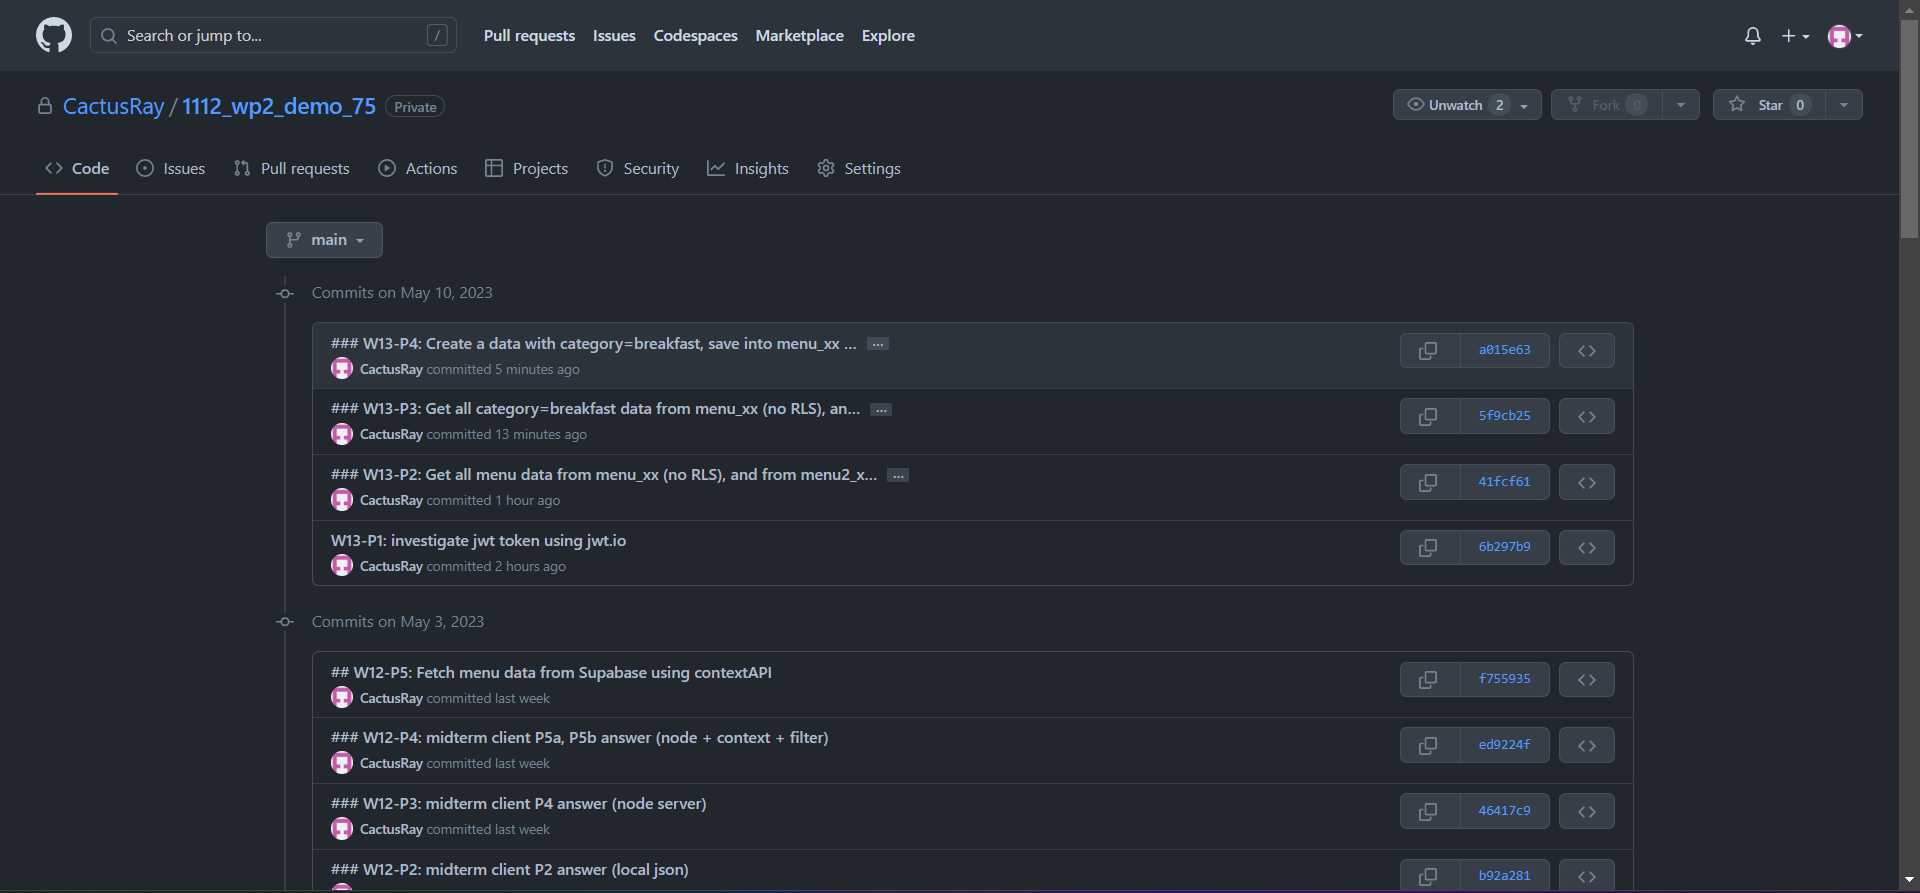 Search or jump to... /
Pull requests Issues Codespaces Marketplace Explore
CactusRay / 1112_wp2_demo_75 Private
Unwatch 2 Fork 0 Star 0
Code Issues Pull requests Actions Projects Security Insights Settings
main
Commits on May 10, 2023
### W13-P4: Create a data with category=breakfast, save into menu_xx ... ...
a015e63
CactusRay committed 5 minutes ago
### W13-P3: Get all category=breakfast data from menu_xx (no RLS), an... ...
5f9cb25
CactusRay committed 13 minutes ago
### W13-P2: Get all menu data from menu_xx (no RLS), and from menu2_x... ...
41fcf61
CactusRay committed 1 hour ago
W13-P1: investigate jwt token using jwt.io
6b297b9
CactusRay committed 2 hours ago
Commits on May 3, 2023
## W12-P5: Fetch menu data from Supabase using contextAPI
f755935
CactusRay committed last week
### W12-P4: midterm client P5a, P5b answer (node + context + filter)
ed9224f
CactusRay committed last week
### W12-P3: midterm client P4 answer (node server)
46417c9
CactusRay committed last week
### W12-P2: midterm client P2 answer (local json)
b92a281